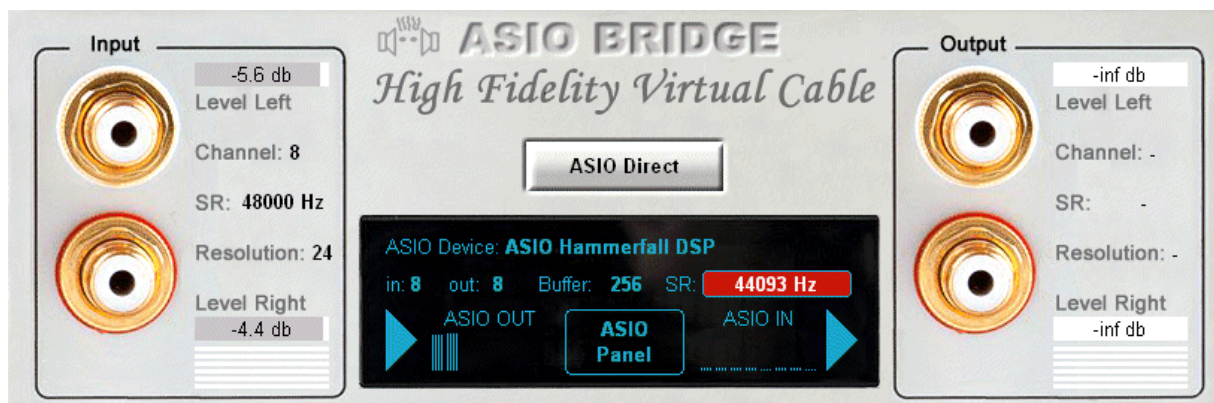 Input
-5.6 db
Level Left
Channel: 8
SR: 48000 Hz
Resolution: 24
Level Right
-4.4 db
ASIO BRIDGE
High Fidelity Virtual Cable
ASIO Direct
ASIO Device: ASIO Hammerfall DSP
in: 8 out: 8 Buffer: 256 SR: 44093 Hz
ASIO OUT
ASIO
Panel
ASIO IN
Output
-inf db
Level Left
Channel: -
SR: -
Resolution: -
Level Right
-inf db